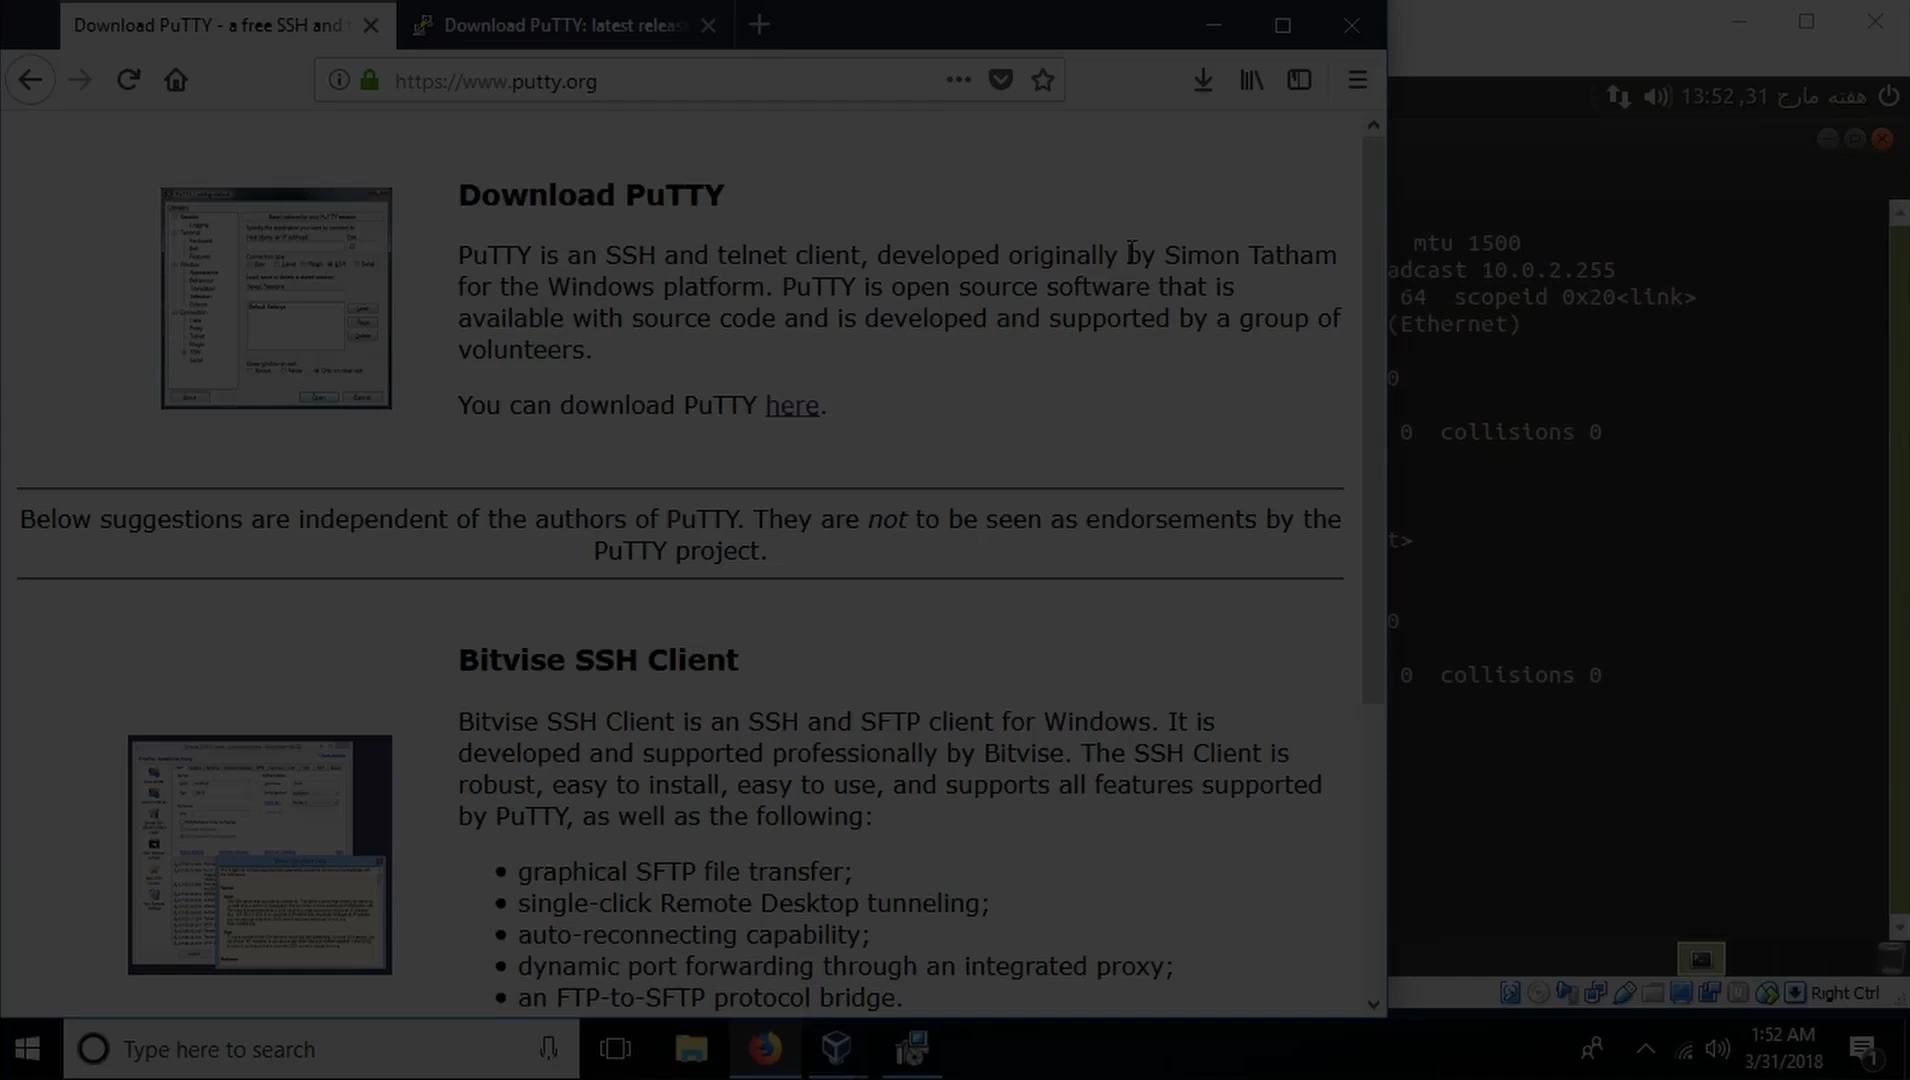 Download PuTTY - a free SSH and t
Download PuTTY: latest releas
https://www.putty.org
Download PuTTY
PuTTY is an SSH and telnet client, developed originally by Simon Tatham
for the Windows platform. PuTTY is open source software that is
available with source code and is developed and supported by a group of
volunteers.
You can download PuTTY here.
Below suggestions are independent of the authors of PuTTY. They are not to be seen as endorsements by the
PuTTY project.
Bitvise SSH Client
Bitvise SSH Client is an SSH and SFTP client for Windows. It is
developed and supported professionally by Bitvise. The SSH Client is
robust, easy to install, easy to use, and supports all features supported
by PuTTY, as well as the following:
• graphical SFTP file transfer;
• single-click Remote Desktop tunneling;
• auto-reconnecting capability;
• dynamic port forwarding through an integrated proxy;
• an FTP-to-SFTP protocol bridge.
هفته مارچ 31, 13:52
mtu 1500
adcast 10.0.2.255
64 scopeid 0x20<link>
(Ethernet)
0
0 collisions 0
t>
0
0 collisions 0
Right Ctrl
Type here to search
1:52 AM
3/31/2018
1